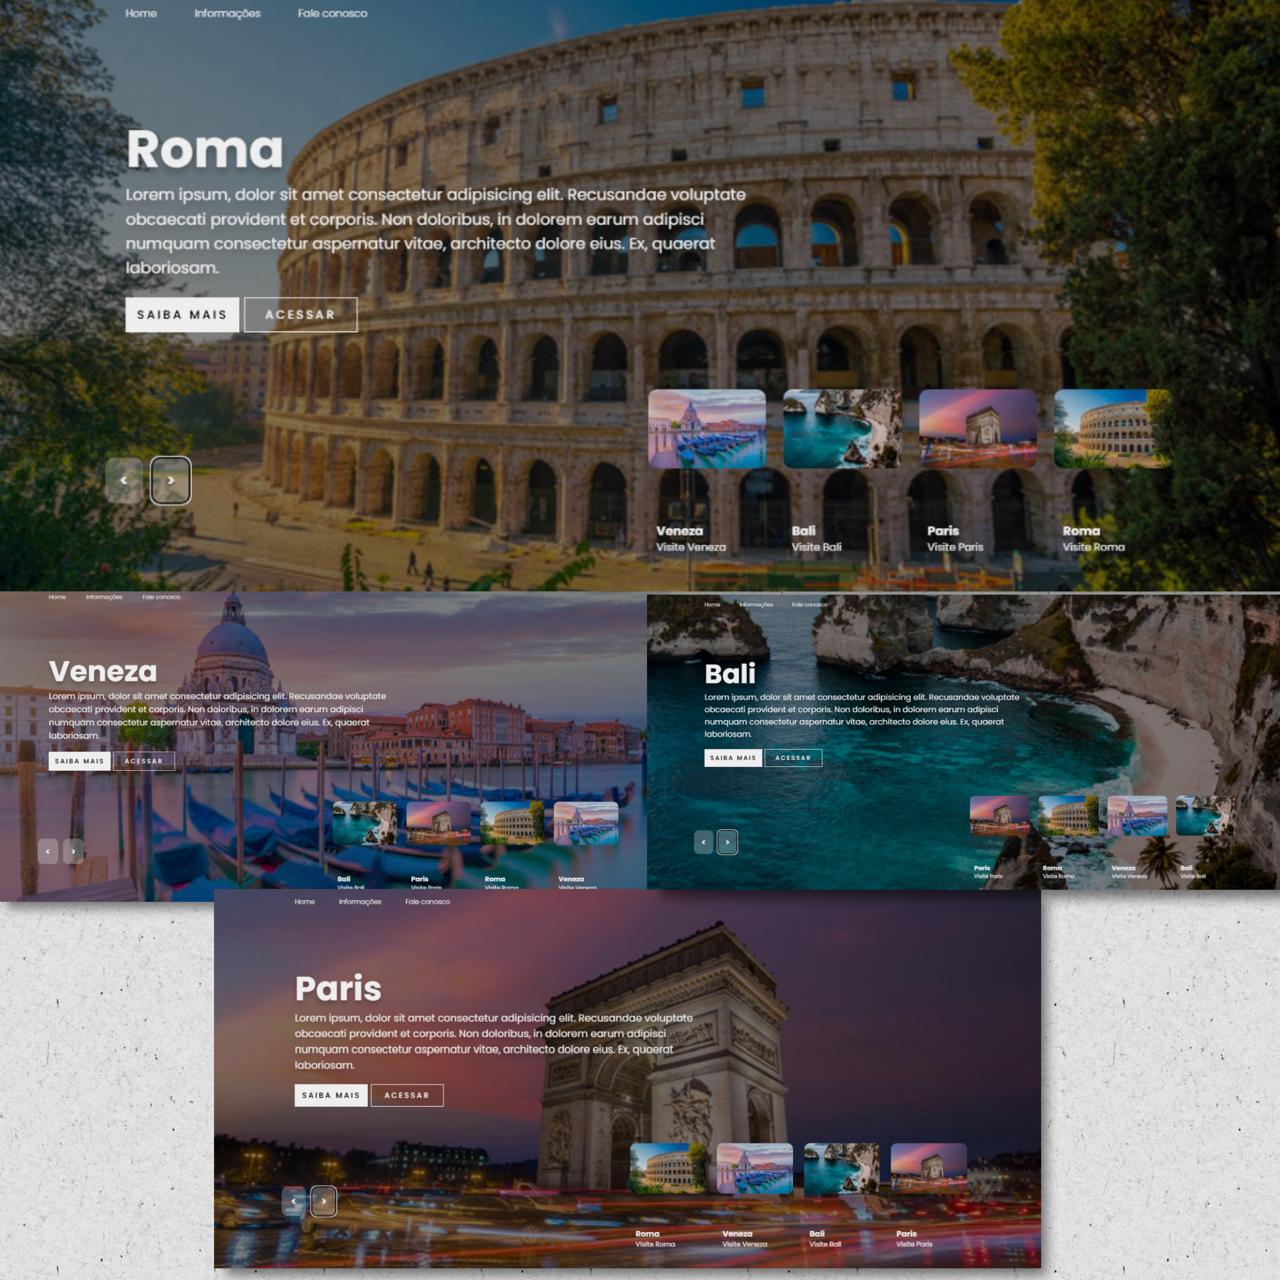 Home Informações Fale conosco
Roma
Lorem ipsum, dolor sit amet consectetur adipisicing elit. Recusandae voluptate
obcaecati provident et corporis. Non doloribus, in dolorem earum adipisci
numquam consectetur aspernatur vitae, architecto dolore eius. Ex, quaerat
laboriosam.
SAIBA MAIS ACESSAR
< >
Veneza Bali Paris Roma
Visite Veneza Visite Bali Visite Paris Visite Roma
Home Informações Fale conosco
Veneza
Lorem ipsum, dolor sit amet consectetur adipisicing elit. Recusandae voluptate
obcaecati provident et corporis. Non doloribus, in dolorem earum adipisci
numquam consectetur aspernatur vitae, architecto dolore eius. Ex, quaerat
laboriosam.
SAIBA MAIS ACESSAR
< >
Bali Paris Roma Veneza
Visite Bali Visite Paris Visite Roma Visite Veneza
Home Informações Fale conosco
Bali
Lorem ipsum, dolor sit amet consectetur adipisicing elit. Recusandae voluptate
obcaecati provident et corporis. Non doloribus, in dolorem earum adipisci
numquam consectetur aspernatur vitae, architecto dolore eius. Ex, quaerat
laboriosam.
SAIBA MAIS ACESSAR
< >
Paris Roma Veneza Bali
Visite Paris Visite Roma Visite Veneza Visite Bali
Home Informações Fale conosco
Paris
Lorem ipsum, dolor sit amet consectetur adipisicing elit. Recusandae voluptate
obcaecati provident et corporis. Non doloribus, in dolorem earum adipisci
numquam consectetur aspernatur vitae, architecto dolore eius. Ex, quaerat
laboriosam.
SAIBA MAIS ACESSAR
< >
Roma Veneza Bali Paris
Visite Roma Visite Veneza Visite Bali Visite Paris